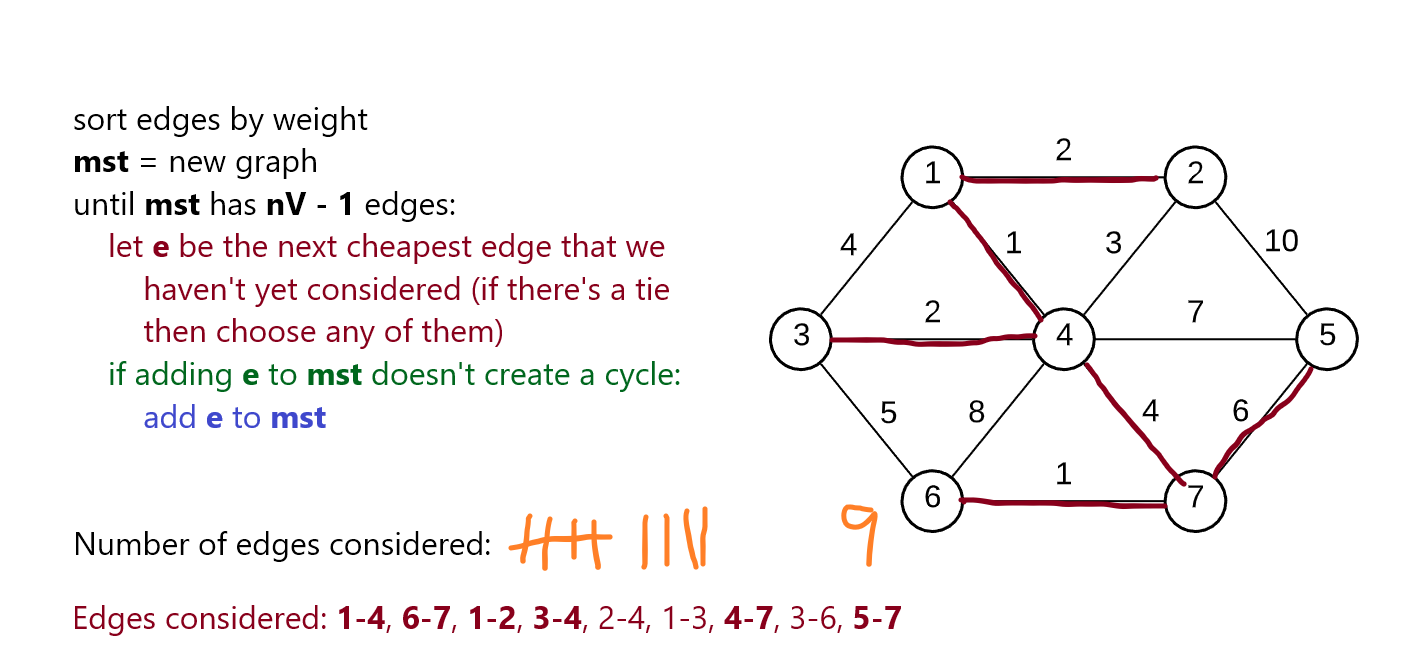 sort edges by weight
mst = new graph
until mst has nV - 1 edges:
let e be the next cheapest edge that we
haven't yet considered (if there's a tie
then choose any of them)
if adding e to mst doesn't create a cycle:
add e to mst
Number of edges considered: 9
Edges considered: 1-4, 6-7, 1-2, 3-4, 2-4, 1-3, 4-7, 3-6, 5-7
2
1 2
4 1 3 10
2 7
3 4 5
5 8 4 6
1
6 7